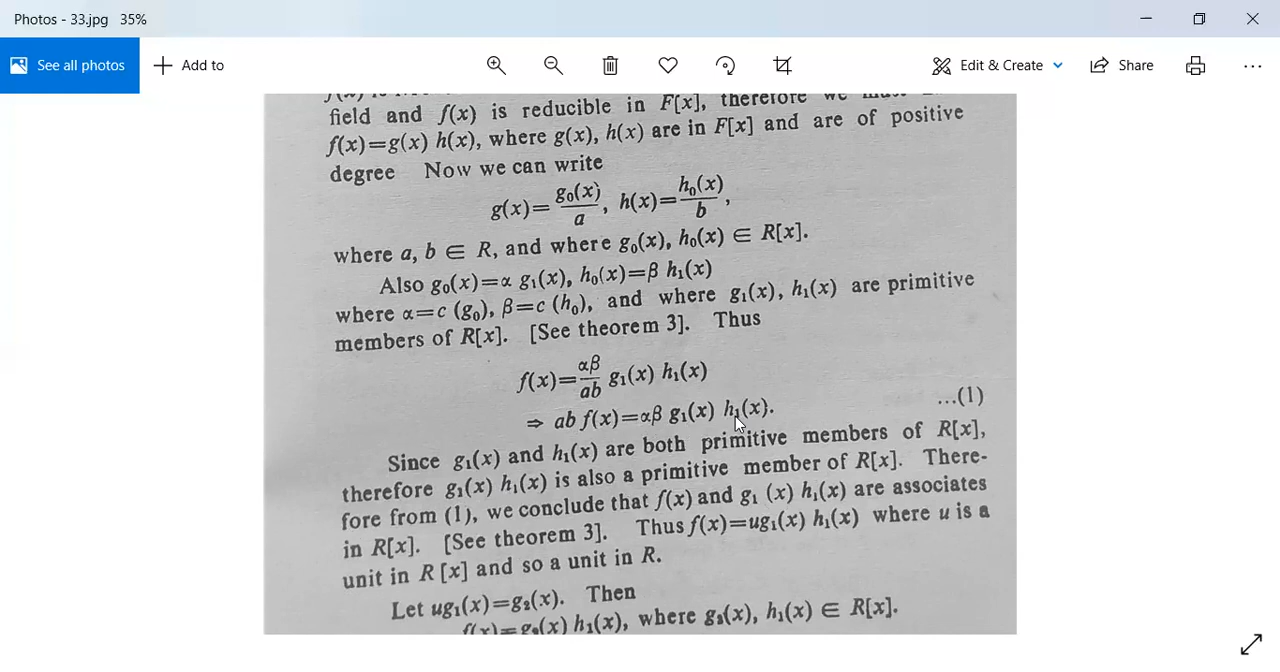 Photos - 33.jpg 35%
See all photos
Add to
Edit & Create
Share
field and f(x) is reducible in F[x], therefore we must
f(x)=g(x) h(x), where g(x), h(x) are in F[x] and are of positive
degree Now we can write
g(x)=g₀(x)/a, h(x)=h₀(x)/b,
where a, b ∈ R, and where g₀(x), h₀(x) ∈ R[x].
Also g₀(x)=α g₁(x), h₀(x)=β h₁(x)
where α=c (g₀), β=c (h₀), and where g₁(x), h₁(x) are primitive
members of R[x]. [See theorem 3]. Thus
f(x)=αβ/ab g₁(x) h₁(x)
⇒ ab f(x)=αβ g₁(x) h₁(x). ...(1)
Since g₁(x) and h₁(x) are both primitive members of R[x],
therefore g₁(x) h₁(x) is also a primitive member of R[x]. There-
fore from (1), we conclude that f(x) and g₁ (x) h₁(x) are associates
in R[x]. [See theorem 3]. Thus f(x)=ug₁(x) h₁(x) where u is a
unit in R [x] and so a unit in R.
Let ug₁(x)=g₂(x). Then
f(x)=g₂(x) h₁(x), where g₂(x), h₁(x) ∈ R[x].